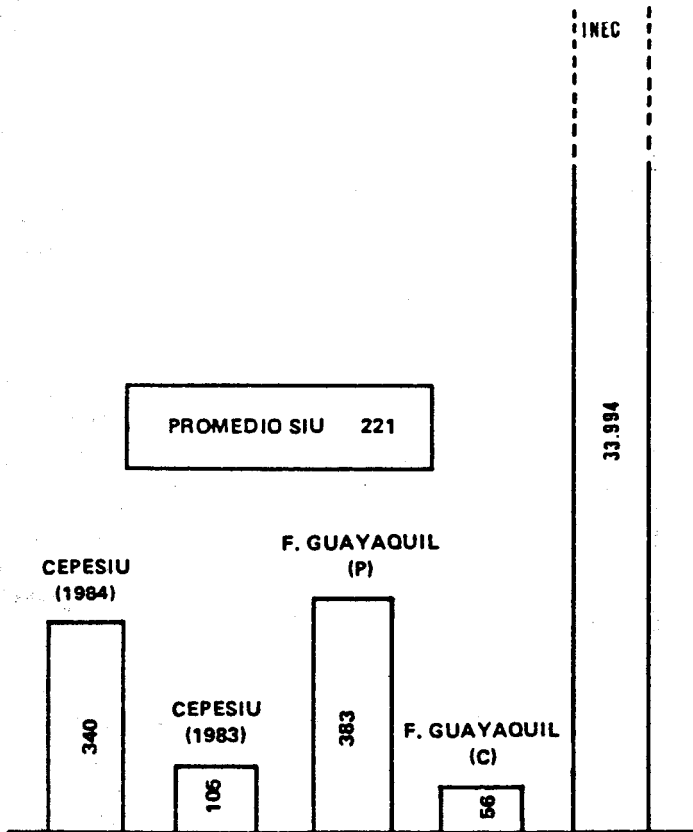 INEC
33.994
PROMEDIO SIU 221
F. GUAYAQUIL
(P)
383
CEPESIU
(1984)
340
CEPESIU
(1983)
105
F. GUAYAQUIL
(C)
56